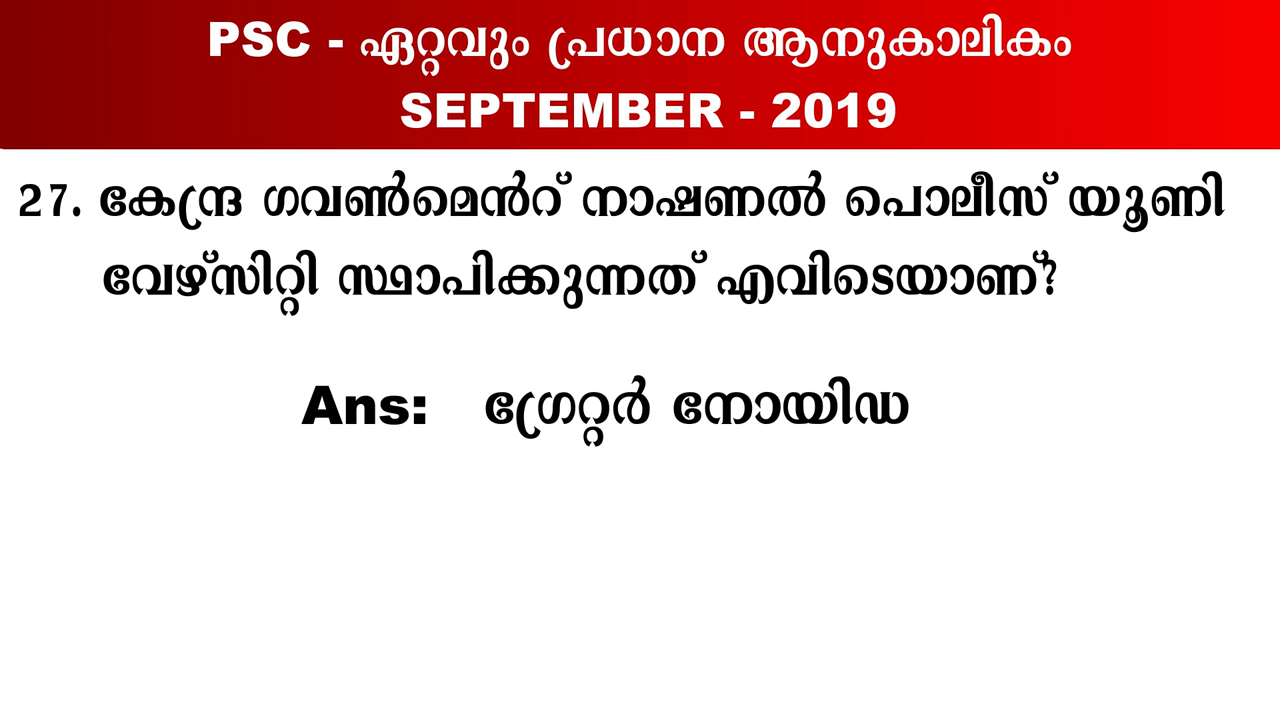 PSC - ഏറ്റവും പ്രധാന ആനുകാലികം
SEPTEMBER - 2019
27. കേന്ദ്ര ഗവൺമെൻറ് നാഷണൽ പൊലീസ് യൂണി
വേഴ്സിറ്റി സ്ഥാപിക്കുന്നത് എവിടെയാണ്?
Ans: ഗ്രേറ്റർ നോയിഡ